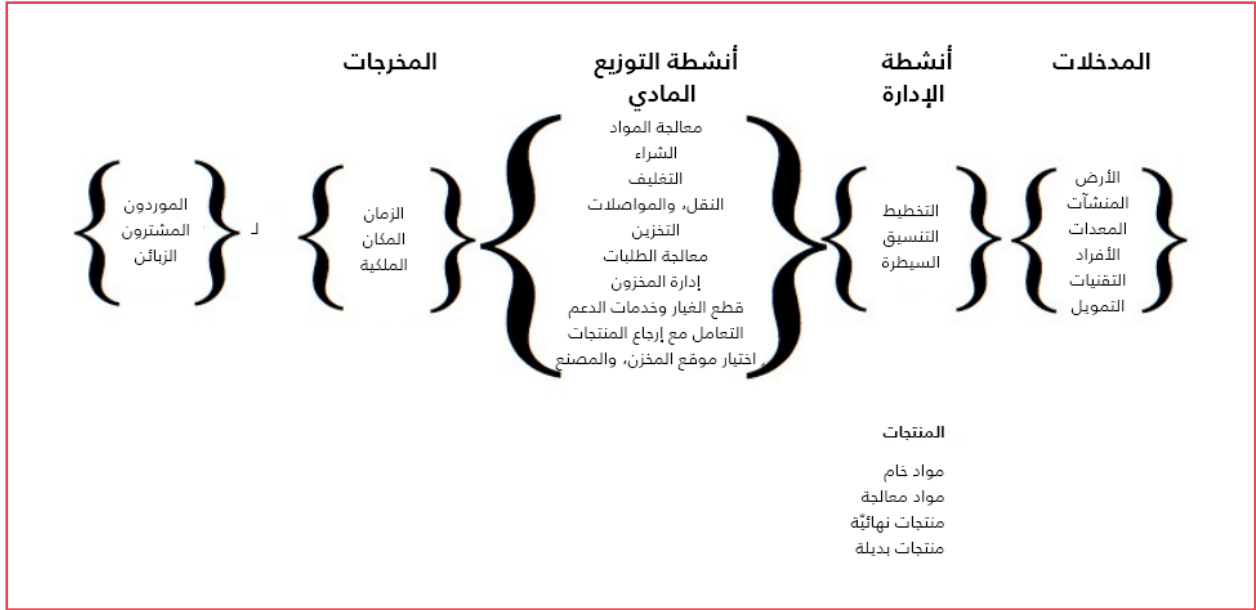 المدخلات
الأرض
المنشآت
المعدات
الأفراد
التقنيات
التمويل
أنشطة
الإدارة
التخطيط
التنسيق
السيطرة
أنشطة التوزيع
المادي
معالجة المواد
الشراء
التغليف
النقل، والمواصلات
التخزين
معالجة الطلبات
إدارة المخزون
قطع الغيار وخدمات الدعم
التعامل مع إرجاع المنتجات
اختيار موقع المخزن، والمصنع
المخرجات
الزمان
المكان
الملكية
لـ
الموردون
المشترون
الزبائن
المنتجات
مواد خام
مواد معالجة
منتجات نهائيّة
منتجات بديلة